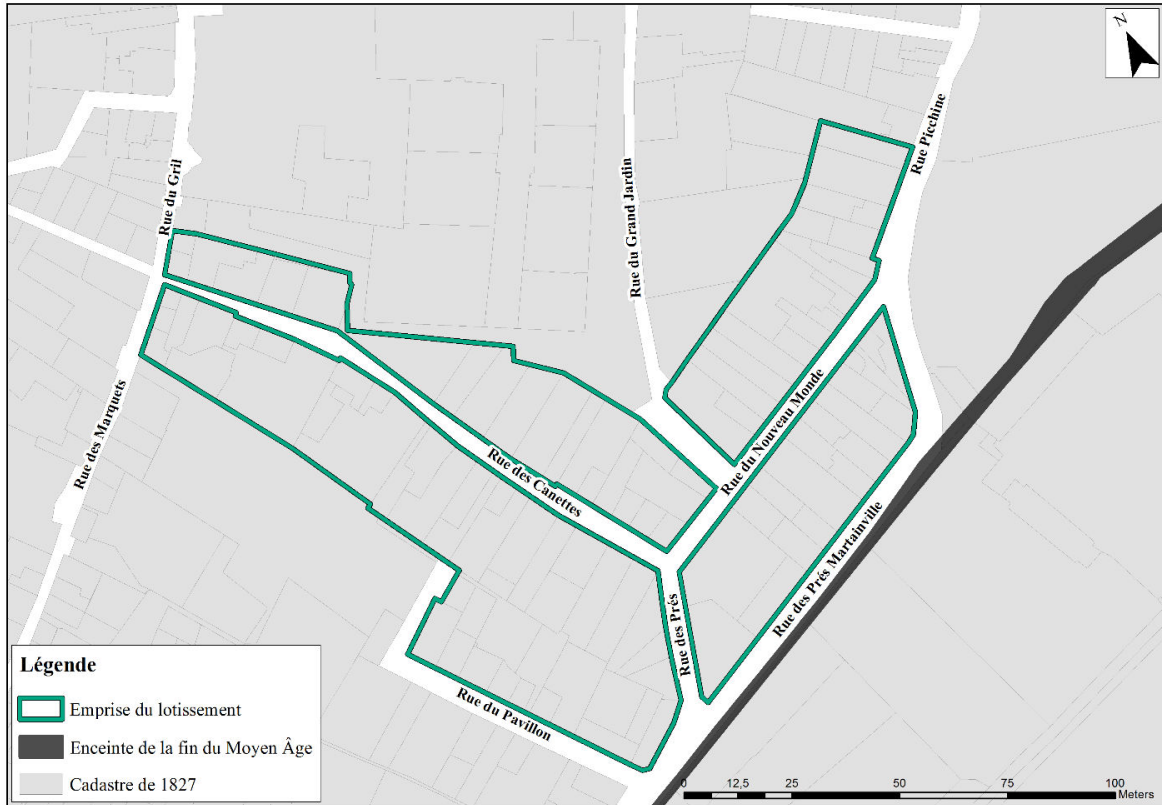 N
Rue Picchine
Rue du Gril
Rue du Grand Jardin
Rue des Marquets
Rue du Nouveau Monde
Rue des Canettes
Rue des Prés Martainville
Rue des Prés
Rue du Pavillon
Légende
Emprise du lotissement
Enceinte de la fin du Moyen Âge
Cadastre de 1827
0 12,5 25 50 75 100
Meters